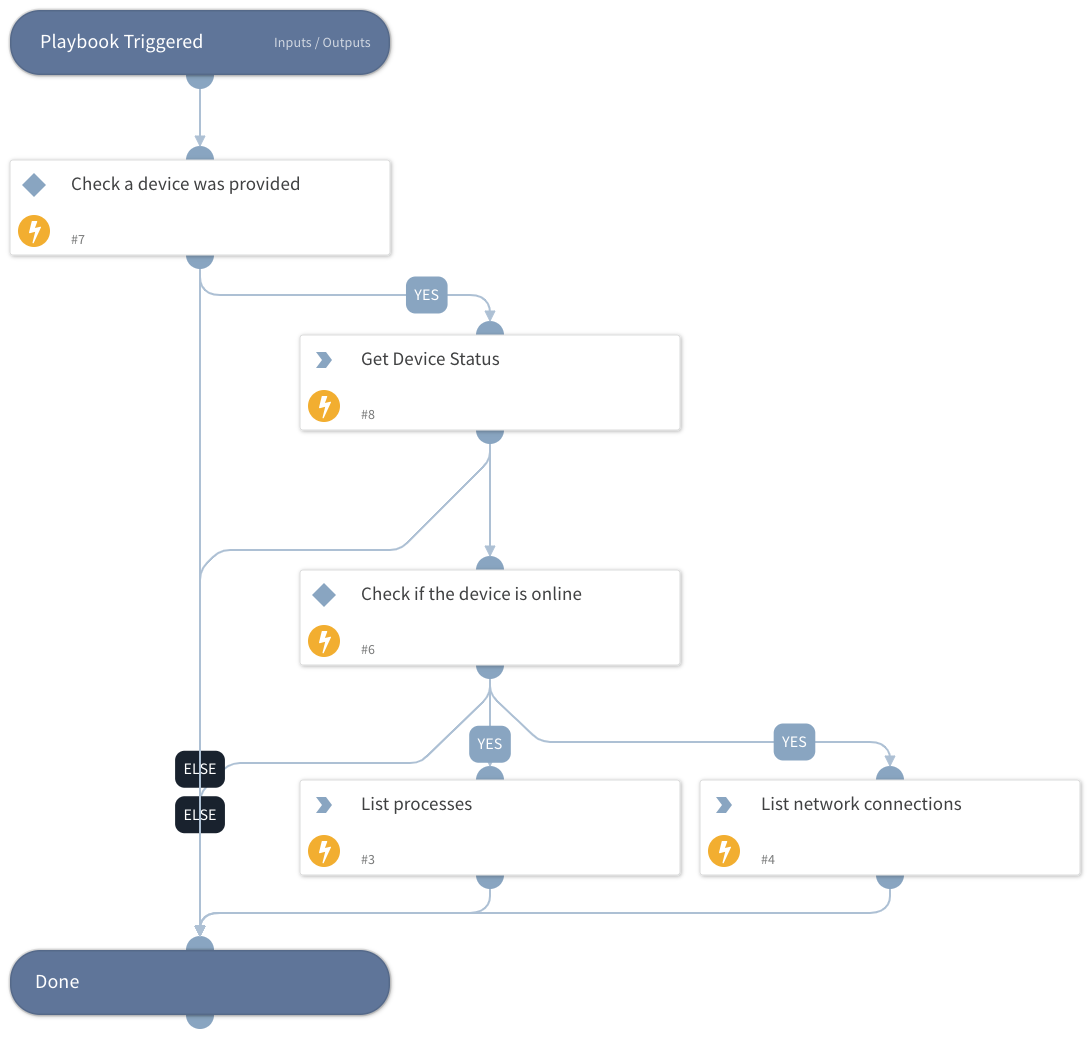 Playbook Triggered Inputs / Outputs
Check a device was provided
#7
YES
Get Device Status
#8
Check if the device is online
#6
YES
YES
ELSE
ELSE
List processes
#3
List network connections
#4
Done